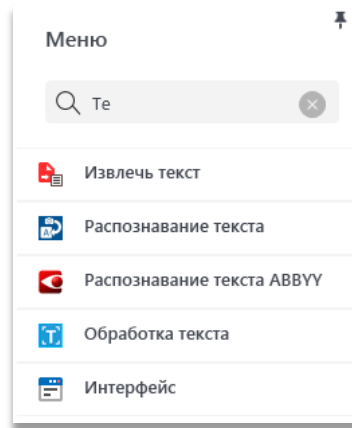 Меню
Те
Извлечь текст
Распознавание текста
Распознавание текста ABBYY
Обработка текста
Интерфейс